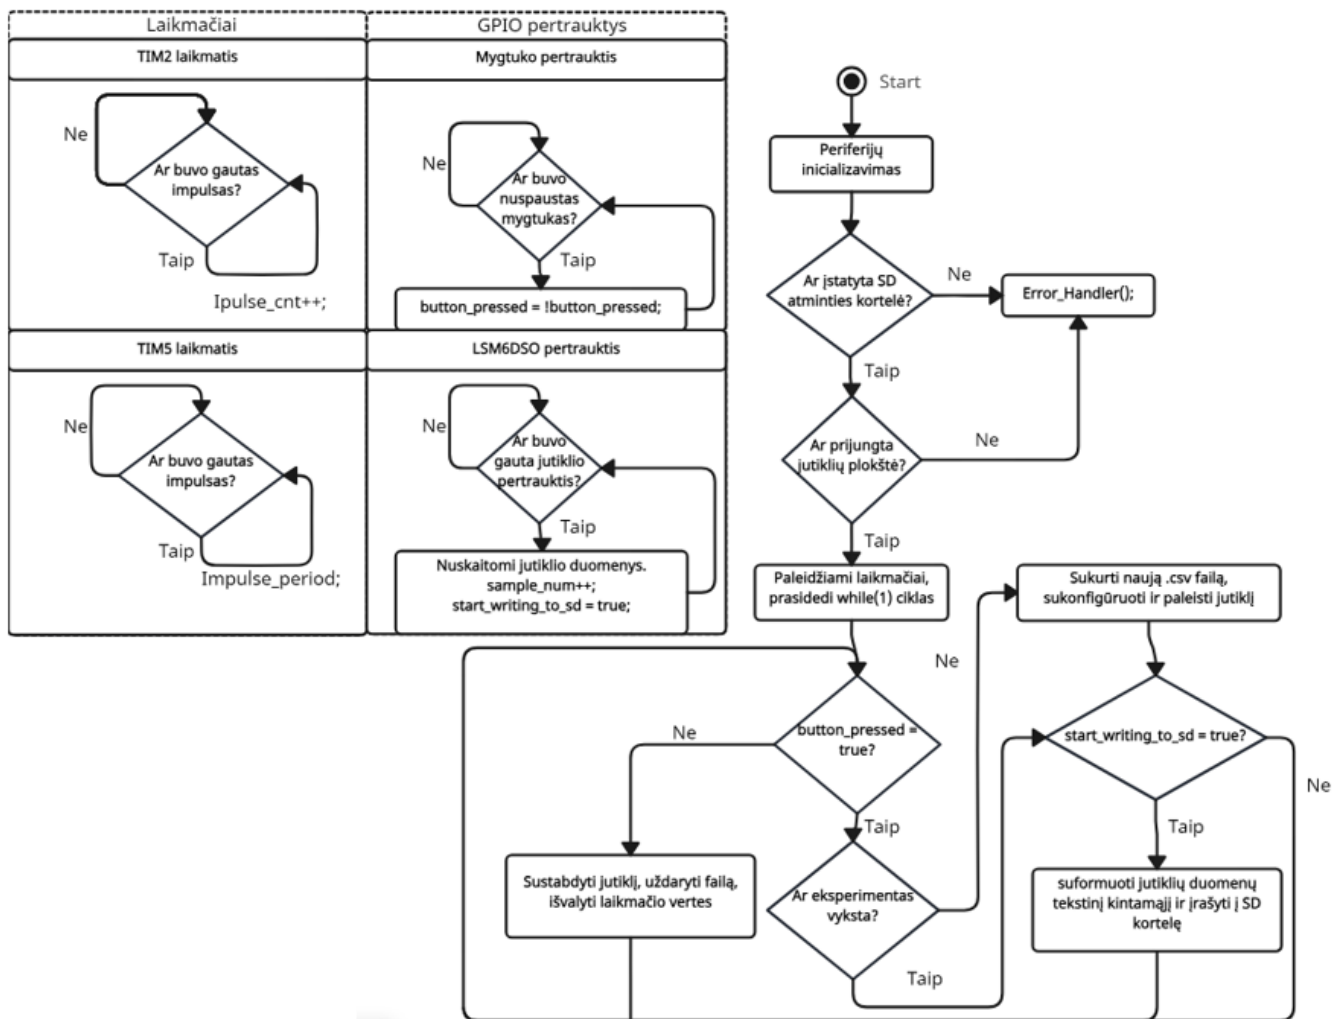 Laikmačiai
GPIO pertrauktys
TIM2 laikmatis
Ne
Ar buvo gautas
impulsas?
Taip
Ipulse_cnt++;
Mygtuko pertrauktis
Ne
Ar buvo
nuspaustas
mygtukas?
Taip
button_pressed = !button_pressed;
TIM5 laikmatis
Ne
Ar buvo gautas
impulsas?
Taip
Impulse_period;
LSM6DSO pertrauktis
Ne
Ar buvo
gauta jutiklio
pertrauktis?
Taip
Nuskaitomi jutiklio duomenys.
sample_num++;
start_writing_to_sd = true;
Start
Periferijų
inicializavimas
Ar įstatyta SD
atminties kortelė?
Ne
Error_Handler();
Taip
Ar prijungta
jutiklių plokštė?
Ne
Taip
Paleidžiami laikmačiai,
prasidedi while(1) ciklas
Sukurti naują .csv failą,
sukonfigūruoti ir paleisti jutiklį
Ne
button_pressed =
true?
Ne
Taip
start_writing_to_sd = true?
Ne
Taip
Sustabdyti jutiklį, uždaryti failą,
išvalyti laikmačio vertes
Ar eksperimentas
vyksta?
Taip
suformuoti jutiklių duomenų
tekstinį kintamąjį ir įrašyti į SD
kortelę